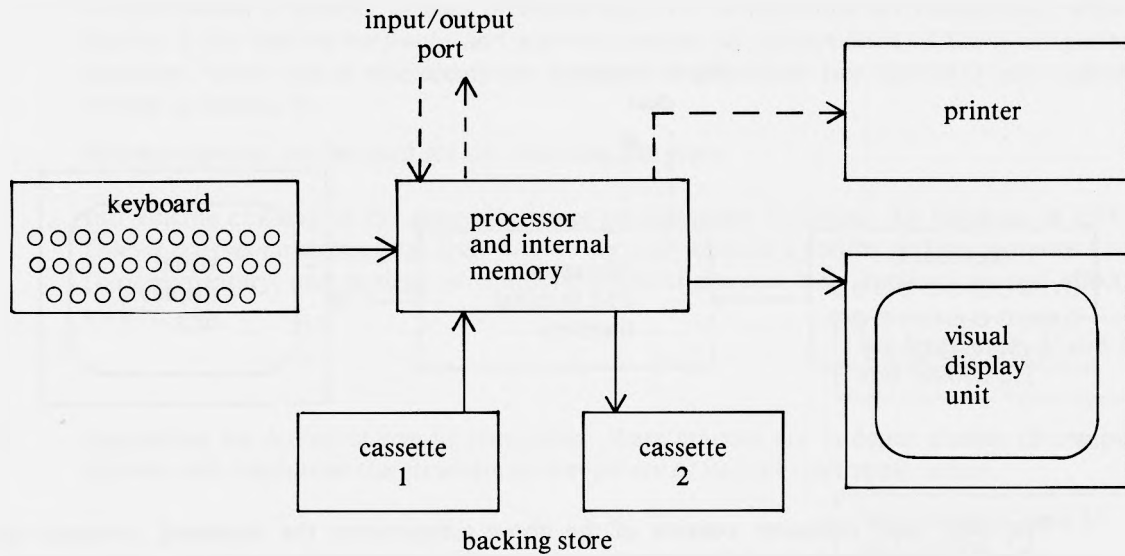 input/output
port
printer
keyboard
processor
and internal
memory
visual
display
unit
cassette
1
cassette
2
backing store